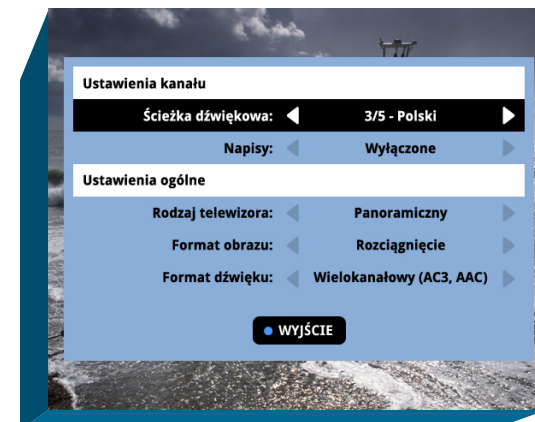 Ustawienia kanału
Ścieżka dźwiękowa: 3/5 - Polski
Napisy: Wyłączone
Ustawienia ogólne
Rodzaj telewizora: Panoramiczny
Format obrazu: Rozciągnięcie
Format dźwięku: Wielokanałowy (AC3, AAC)
WYJŚCIE